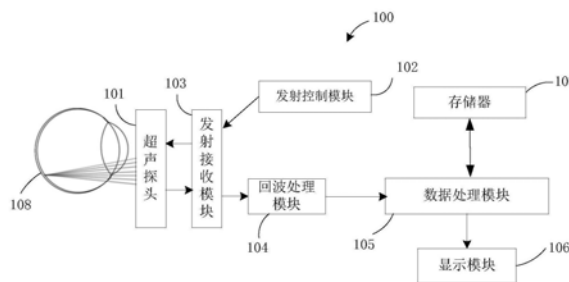 100
102
103
101
发射控制模块
10
存储器
超声探头
发射接收模块
回波处理模块
数据处理模块
108
104
105
106
显示模块